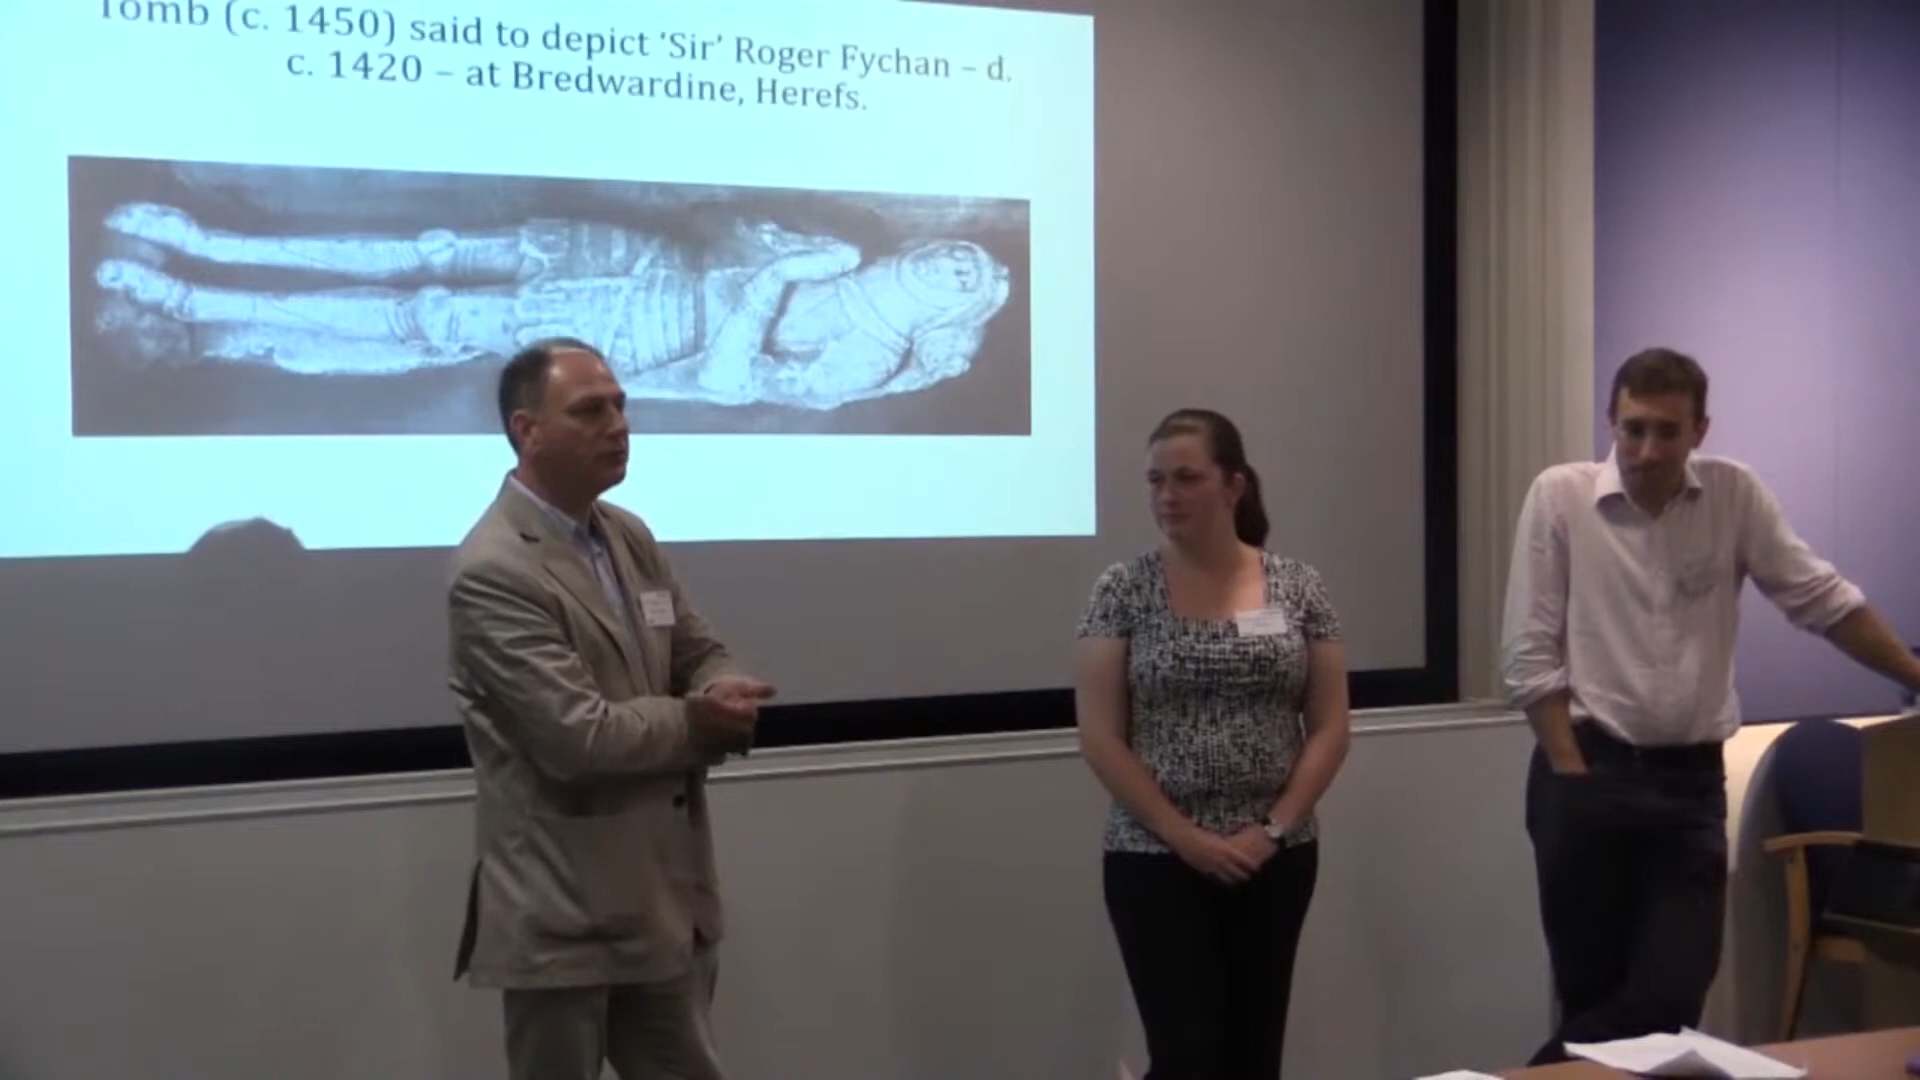 Tomb (c. 1450) said to depict ‘Sir’ Roger Fychan – d.
c. 1420 – at Bredwardine, Herefs.